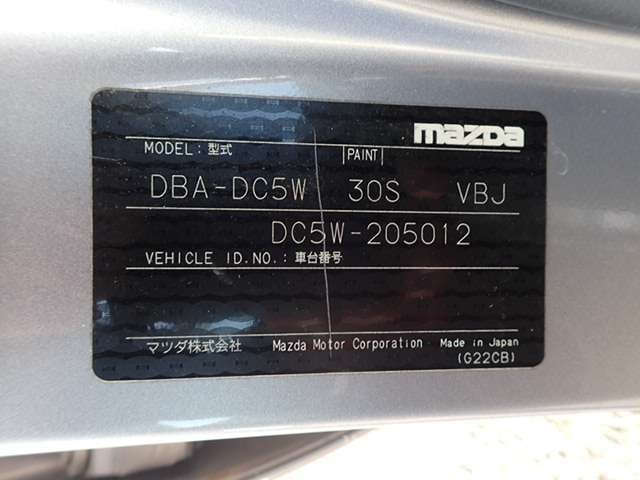 mazda
MODEL: 型式 PAINT
DBA-DC5W 30S VBJ
DC5W-205012
VEHICLE ID.NO.: 車台番号
マツダ株式会社 Mazda Motor Corporation Made in Japan
(G22CB)